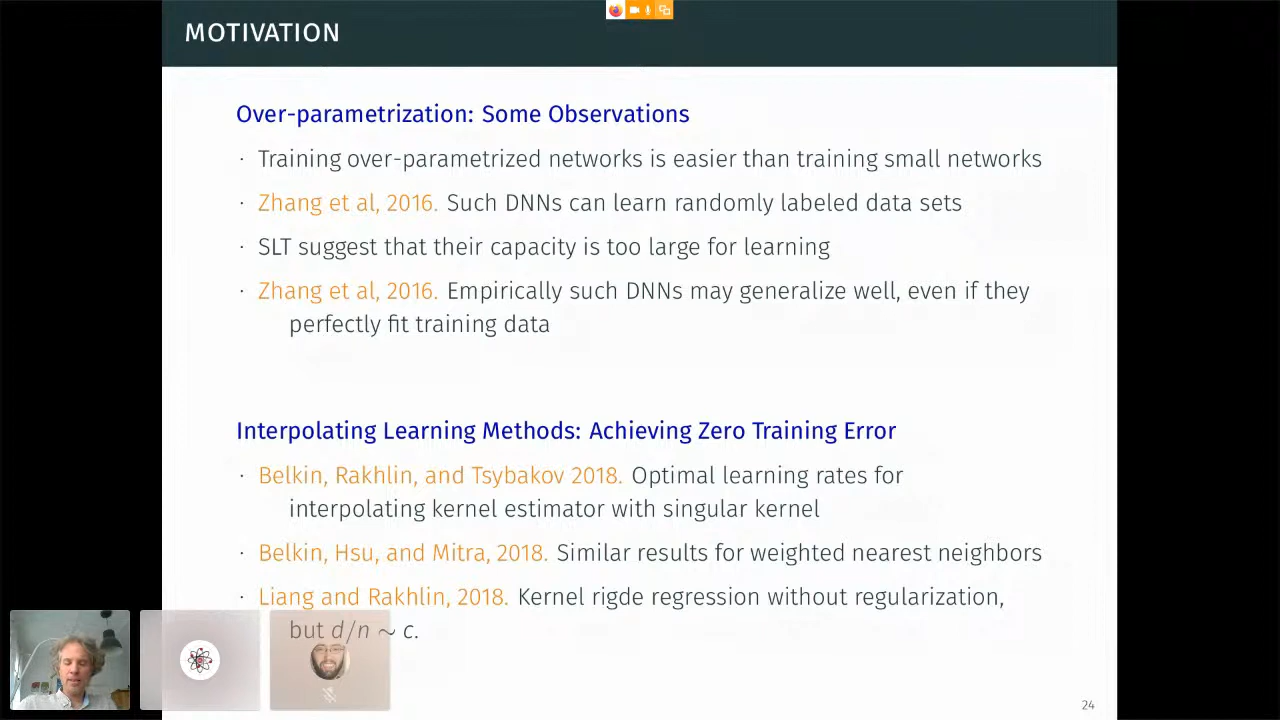 MOTIVATION
Over-parametrization: Some Observations
· Training over-parametrized networks is easier than training small networks
· Zhang et al, 2016. Such DNNs can learn randomly labeled data sets
· SLT suggest that their capacity is too large for learning
· Zhang et al, 2016. Empirically such DNNs may generalize well, even if they
perfectly fit training data
Interpolating Learning Methods: Achieving Zero Training Error
· Belkin, Rakhlin, and Tsybakov 2018. Optimal learning rates for
interpolating kernel estimator with singular kernel
· Belkin, Hsu, and Mitra, 2018. Similar results for weighted nearest neighbors
· Liang and Rakhlin, 2018. Kernel rigde regression without regularization,
but d/n ∼ c.
24